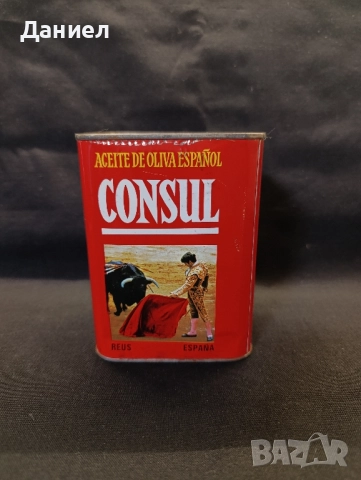 Даниел
ACEITE DE OLIVA ESPAÑOL
CONSUL
REUS ESPAÑA
BAZAR